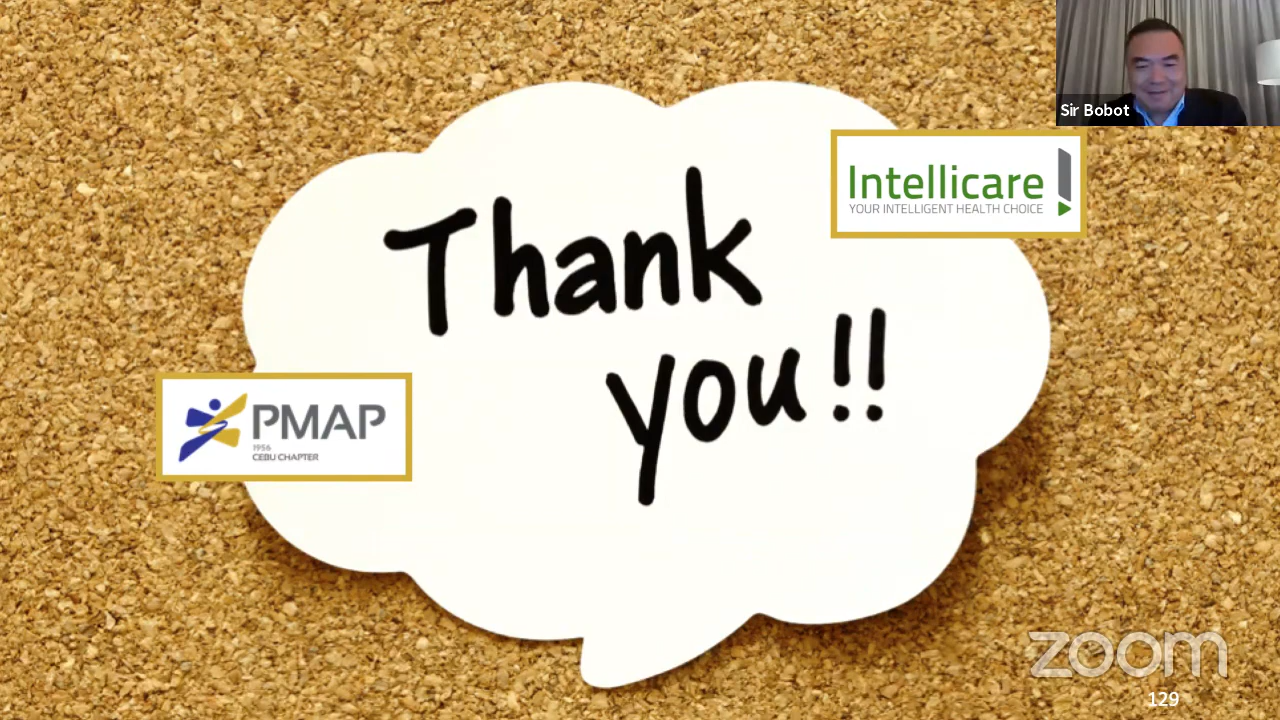 Sir Bobot
Intellicare
YOUR INTELLIGENT HEALTH CHOICE
Thank
you!!
PMAP
1956
CEBU CHAPTER
zoom
129